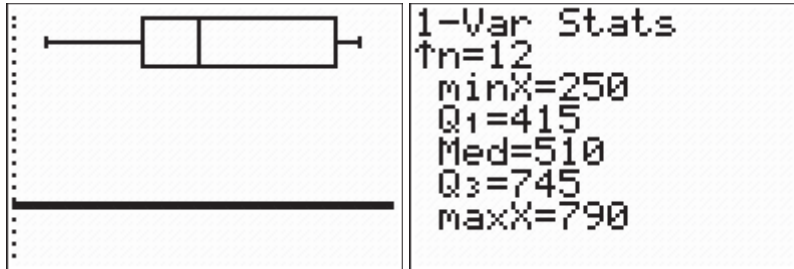 1-Var Stats
↑n=12
minX=250
Q₁=415
Med=510
Q₃=745
maxX=790